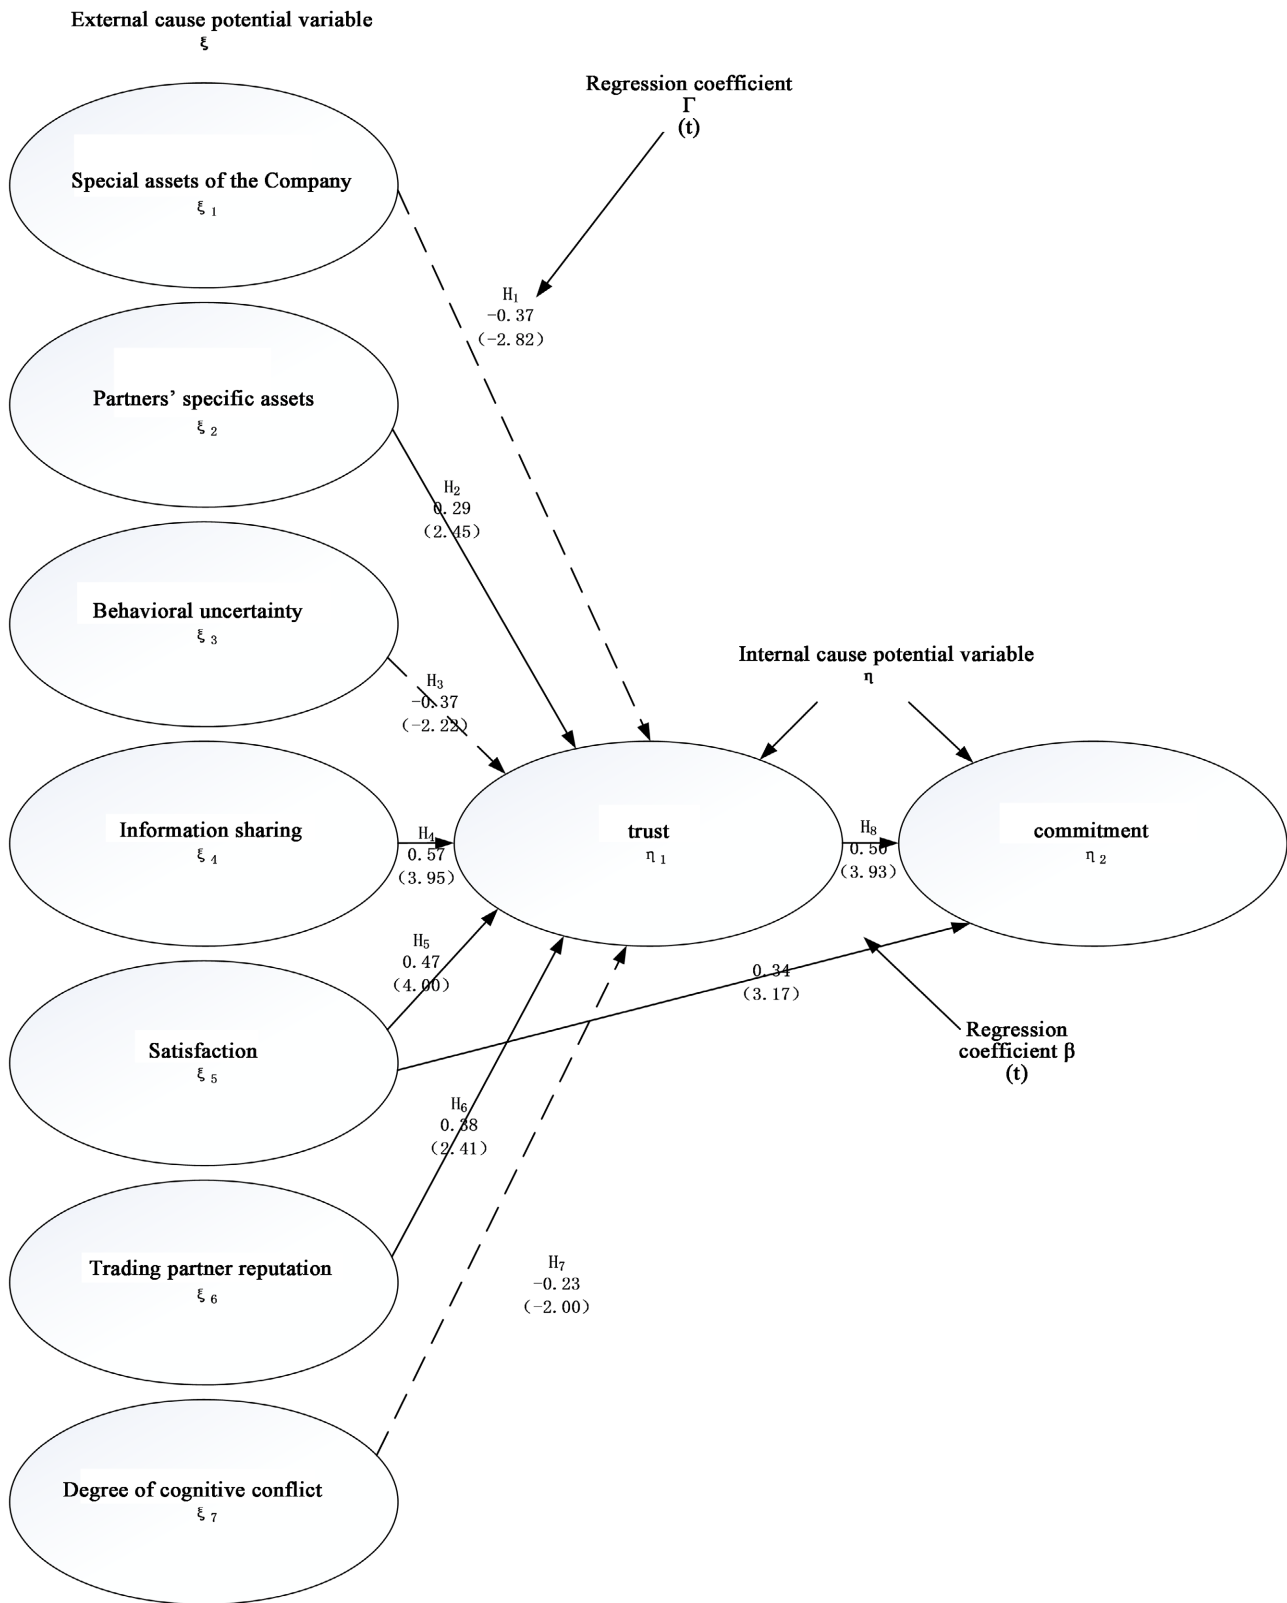 External cause potential variable
ξ
Regression coefficient
Γ
(t)
Special assets of the Company
ξ 1
H1
-0.37
(-2.82)
Partners' specific assets
ξ 2
H2
0.29
(2.45)
Behavioral uncertainty
ξ 3
H3
-0.37
(-2.22)
Internal cause potential variable
η
Information sharing
ξ 4
H4
0.57
(3.95)
trust
η 1
H8
0.50
(3.93)
commitment
η 2
H5
0.47
(4.00)
0.34
(3.17)
Satisfaction
ξ 5
Regression
coefficient β
(t)
H6
0.38
(2.41)
Trading partner reputation
ξ 6
H7
-0.23
(-2.00)
Degree of cognitive conflict
ξ 7